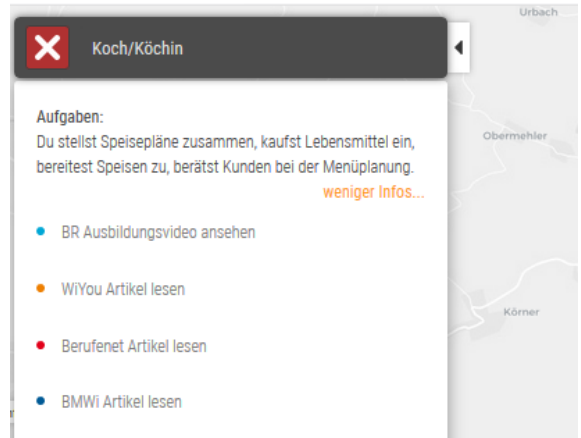 Urbach
Koch/Köchin
Obermehler
Aufgaben:
Du stellst Speisepläne zusammen, kaufst Lebensmittel ein,
bereitest Speisen zu, berätst Kunden bei der Menüplanung.
weniger Infos...
BR Ausbildungsvideo ansehen
WiYou Artikel lesen
Körner
Berufenet Artikel lesen
BMWi Artikel lesen